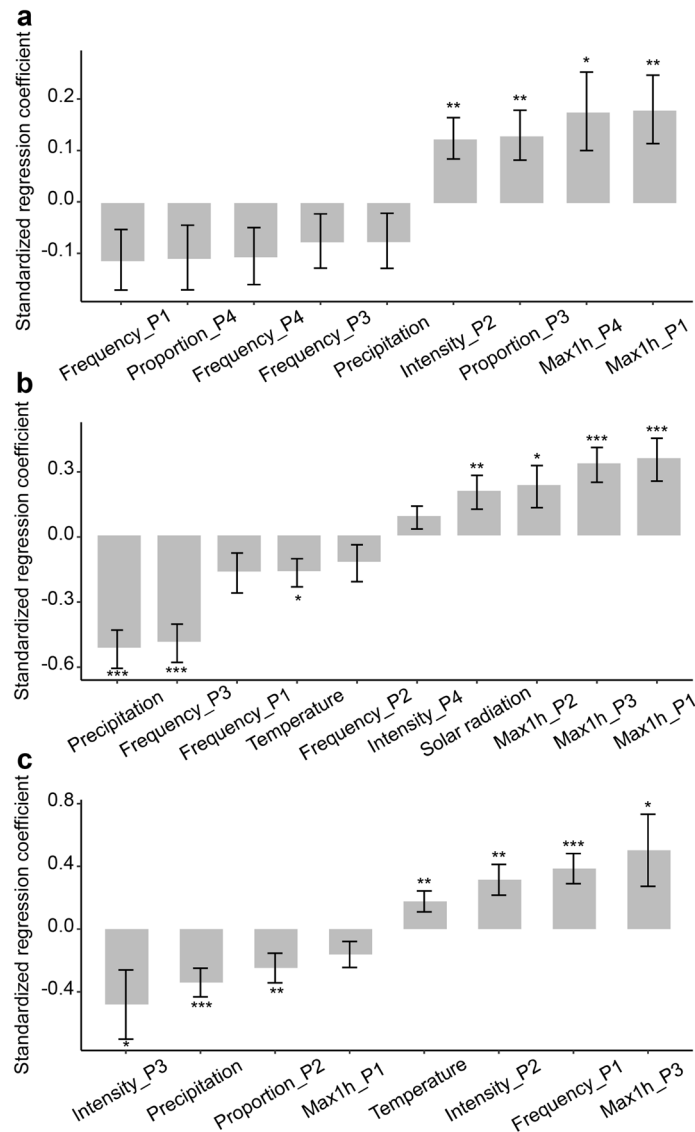 a
Standardized regression coefficient
0.2
0.1
0.0
-0.1
* **
** **
Frequency_P1 Proportion_P4 Frequency_P4 Frequency_P3 Precipitation Intensity_P2 Proportion_P3 Max1h_P4 Max1h_P1
b
Standardized regression coefficient
0.3
0.0
-0.3
-0.6
*** *** * ** * *** ***
Precipitation Frequency_P3 Frequency_P1 Temperature Frequency_P2 Intensity_P4 Solar radiation Max1h_P2 Max1h_P3 Max1h_P1
c
Standardized regression coefficient
0.8
0.4
0.0
-0.4
* *** ** ** ** *** *
Intensity_P3 Precipitation Proportion_P2 Max1h_P1 Temperature Intensity_P2 Frequency_P1 Max1h_P3